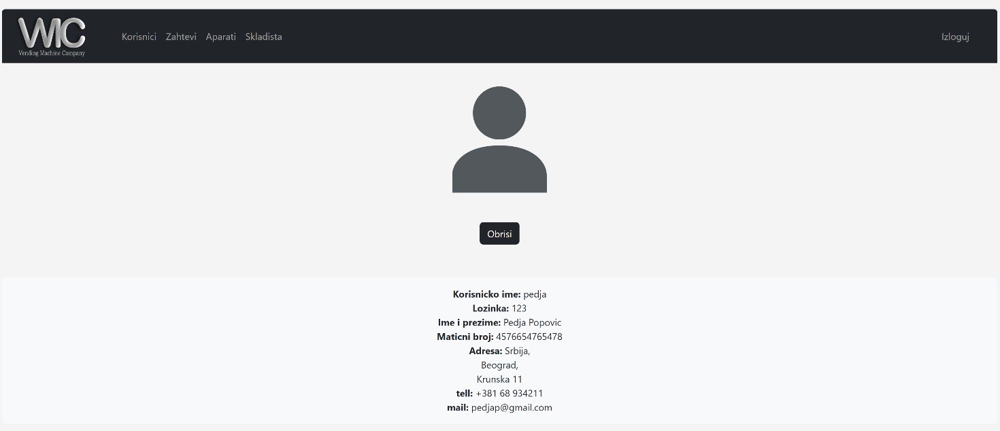 WIC
Vending Machine Company
Korisnici Zahtevi Aparati Skladista Izloguj
Obrisi
Korisnicko ime: pedja
Lozinka: 123
Ime i prezime: Pedja Popovic
Maticni broj: 4576654765478
Adresa: Srbija,
Beograd,
Krunska 11
tell: +381 68 934211
mail: pedjap@gmail.com